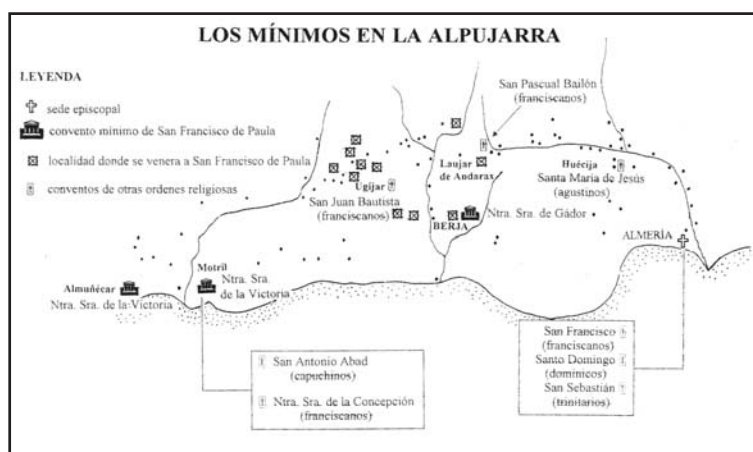 LOS MÍNIMOS EN LA ALPUJARRA
LEYENDA
sede episcopal
convento mínimo de San Francisco de Paula
localidad donde se venera a San Francisco de Paula
conventos de otras ordenes religiosas
San Pascual Bailón
(franciscanos)
Laujar
de Andarax
Huécija
Santa María de Jesús
(agustinos)
Ugíjar
San Juan Bautista
(franciscanos)
BERJA
Ntra. Sra. de Gádor
ALMERÍA
Almuñécar
Ntra. Sra. de la Victoria
Motril
Ntra. Sra.
de la Victoria
San Antonio Abad
(capuchinos)
Ntra. Sra. de la Concepción
(franciscanos)
San Francisco
(franciscanos)
Santo Domingo
(domínicos)
San Sebastián
(trinitarios)